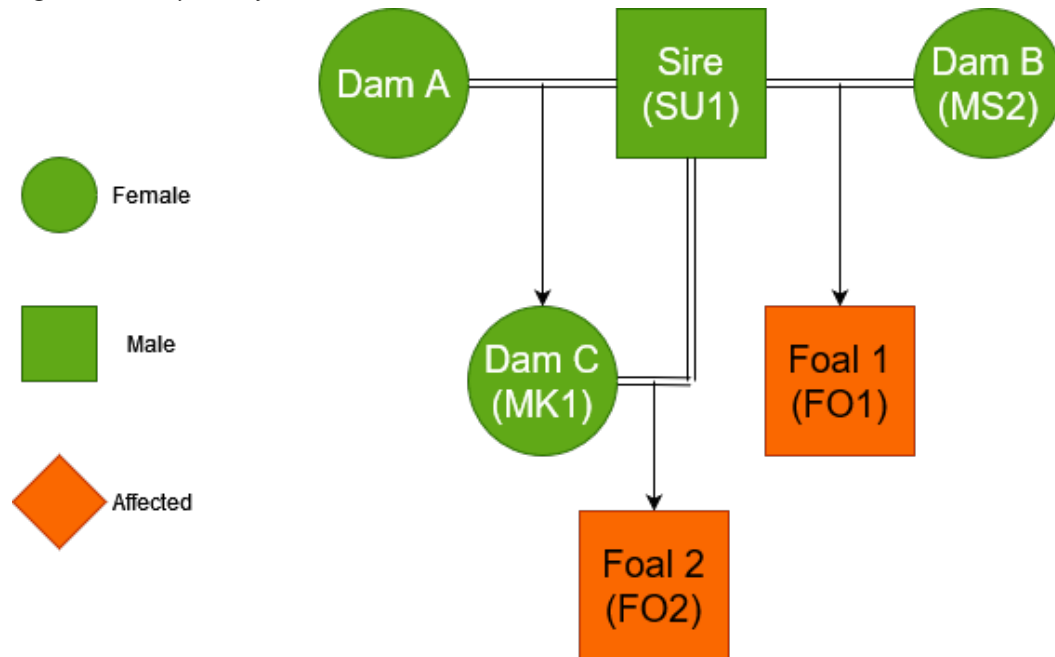 Dam A
Sire
(SU1)
Dam B
(MS2)
Female
Male
Dam C
(MK1)
Foal 1
(FO1)
Affected
Foal 2
(FO2)